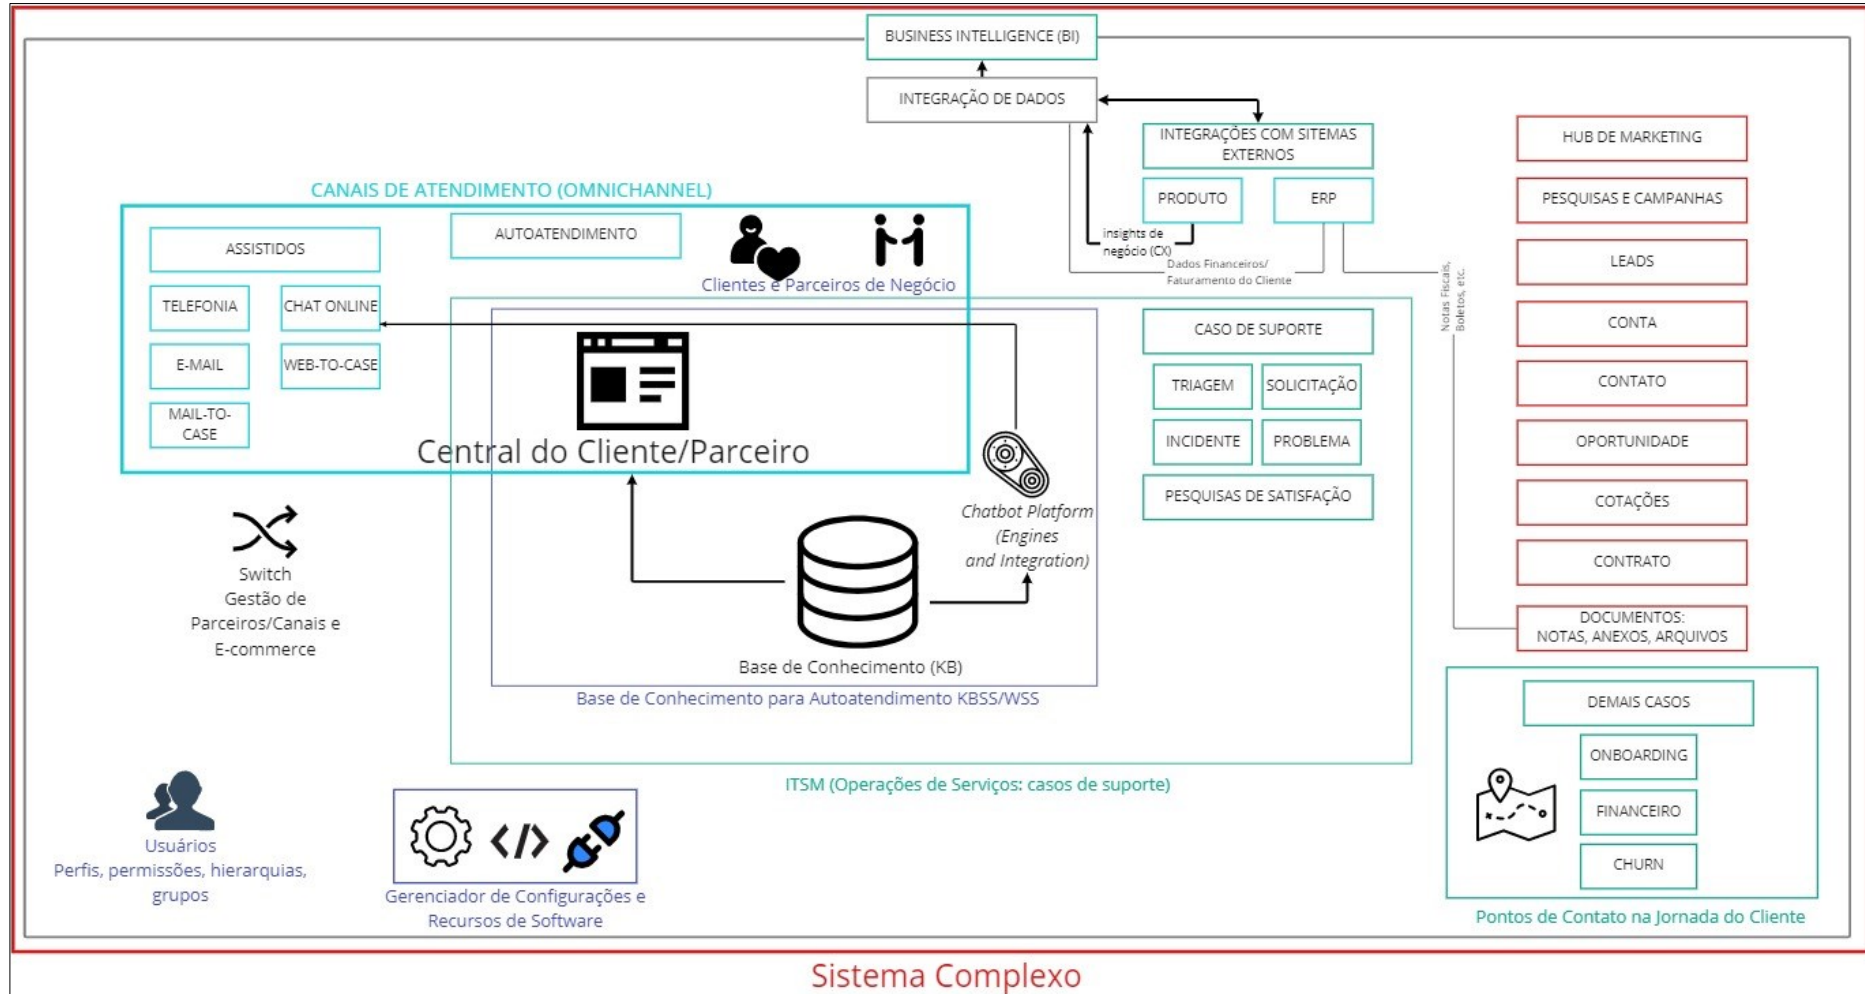 BUSINESS INTELLIGENCE (BI)
INTEGRAÇÃO DE DADOS
INTEGRAÇÕES COM SITEMAS
EXTERNOS
PRODUTO
ERP
insights de
negócio (CX)
Dados Financeiros/
Faturamento do Cliente
Notas Fiscais,
Boletos, etc.
HUB DE MARKETING
PESQUISAS E CAMPANHAS
LEADS
CONTA
CONTATO
OPORTUNIDADE
COTAÇÕES
CONTRATO
DOCUMENTOS:
NOTAS, ANEXOS, ARQUIVOS
CANAIS DE ATENDIMENTO (OMNICHANNEL)
ASSISTIDOS
AUTOATENDIMENTO
TELEFONIA
CHAT ONLINE
E-MAIL
WEB-TO-CASE
MAIL-TO-
CASE
Clientes e Parceiros de Negócio
Central do Cliente/Parceiro
CASO DE SUPORTE
TRIAGEM
SOLICITAÇÃO
INCIDENTE
PROBLEMA
PESQUISAS DE SATISFAÇÃO
Chatbot Platform
(Engines
and Integration)
Switch
Gestão de
Parceiros/Canais e
E-commerce
Base de Conhecimento (KB)
Base de Conhecimento para Autoatendimento KBSS/WSS
ITSM (Operações de Serviços: casos de suporte)
DEMAIS CASOS
ONBOARDING
FINANCEIRO
CHURN
Pontos de Contato na Jornada do Cliente
Usuários
Perfis, permissões, hierarquias,
grupos
Gerenciador de Configurações e
Recursos de Software
Sistema Complexo